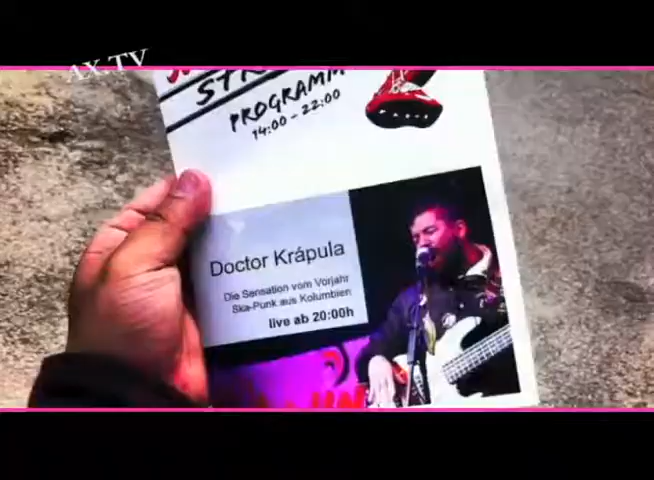 AX.TV
PROGRAMM
14:00 - 22:00
Doctor Krápula
Die Sensation vom Vorjahr
Ska-Punk aus Kolumbien
live ab 20:00h